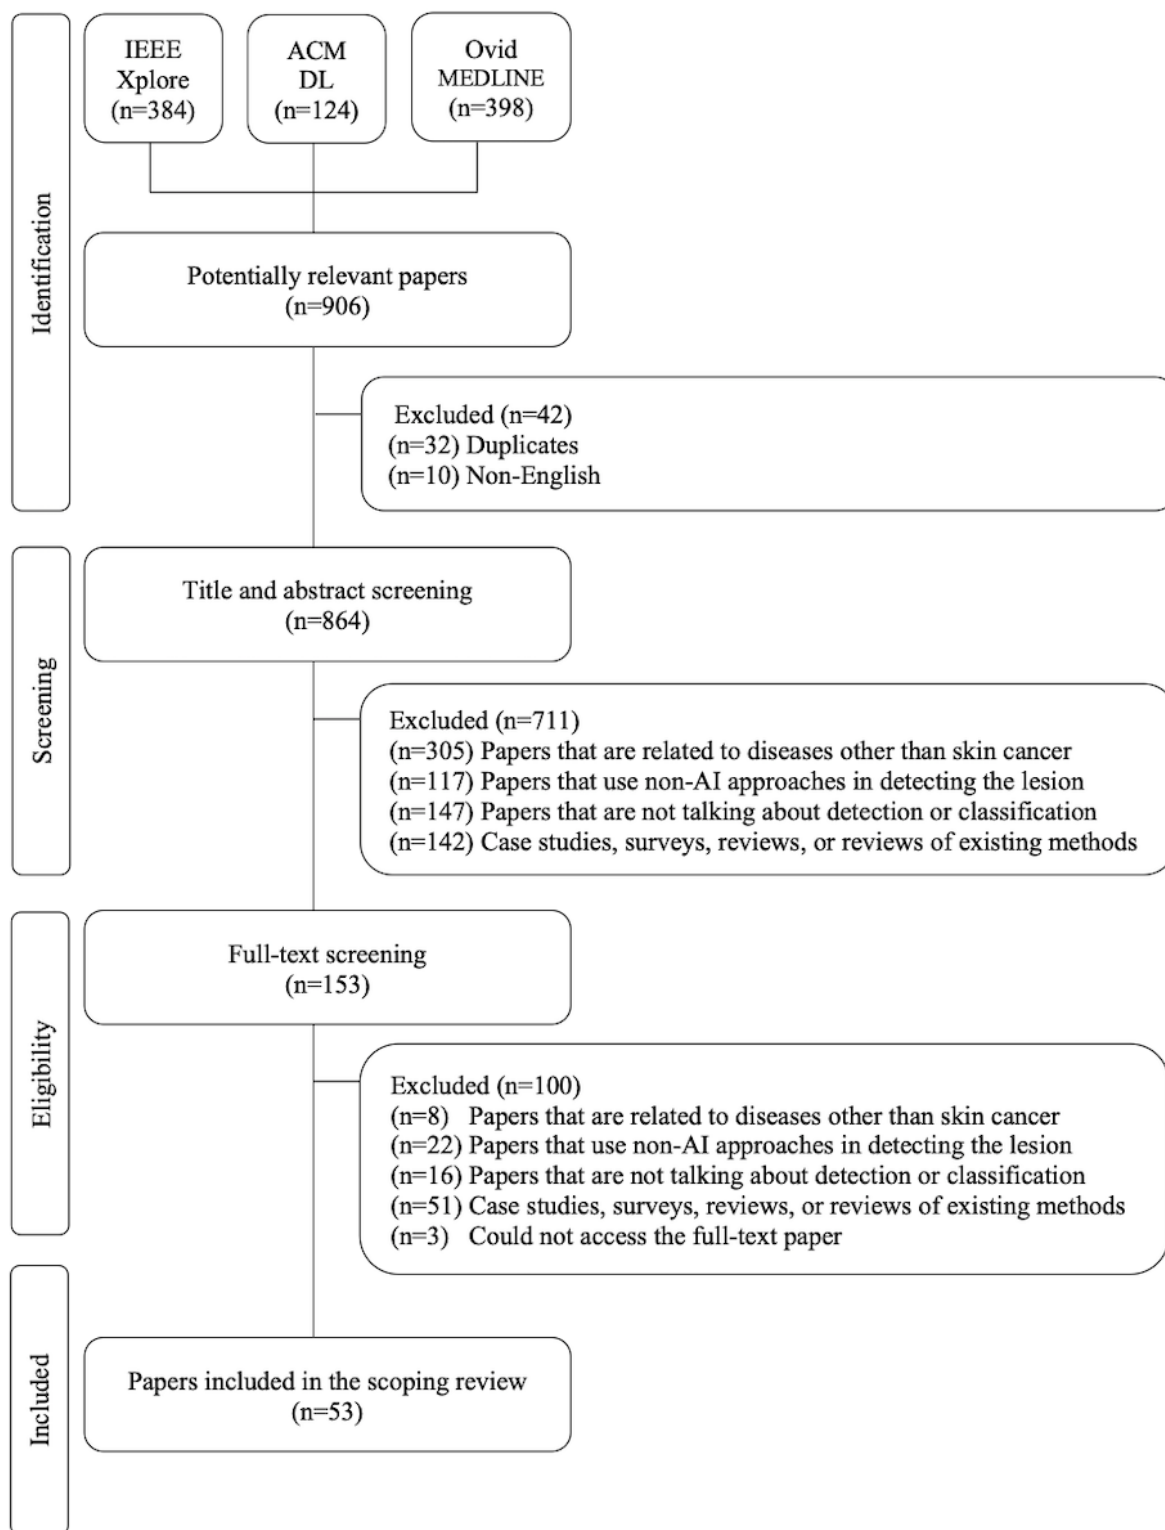 Identification
IEEE
Xplore
(n=384)
ACM
DL
(n=124)
Ovid
MEDLINE
(n=398)
Potentially relevant papers
(n=906)
Excluded (n=42)
(n=32) Duplicates
(n=10) Non-English
Screening
Title and abstract screening
(n=864)
Excluded (n=711)
(n=305) Papers that are related to diseases other than skin cancer
(n=117) Papers that use non-AI approaches in detecting the lesion
(n=147) Papers that are not talking about detection or classification
(n=142) Case studies, surveys, reviews, or reviews of existing methods
Eligibility
Full-text screening
(n=153)
Excluded (n=100)
(n=8) Papers that are related to diseases other than skin cancer
(n=22) Papers that use non-AI approaches in detecting the lesion
(n=16) Papers that are not talking about detection or classification
(n=51) Case studies, surveys, reviews, or reviews of existing methods
(n=3) Could not access the full-text paper
Included
Papers included in the scoping review
(n=53)